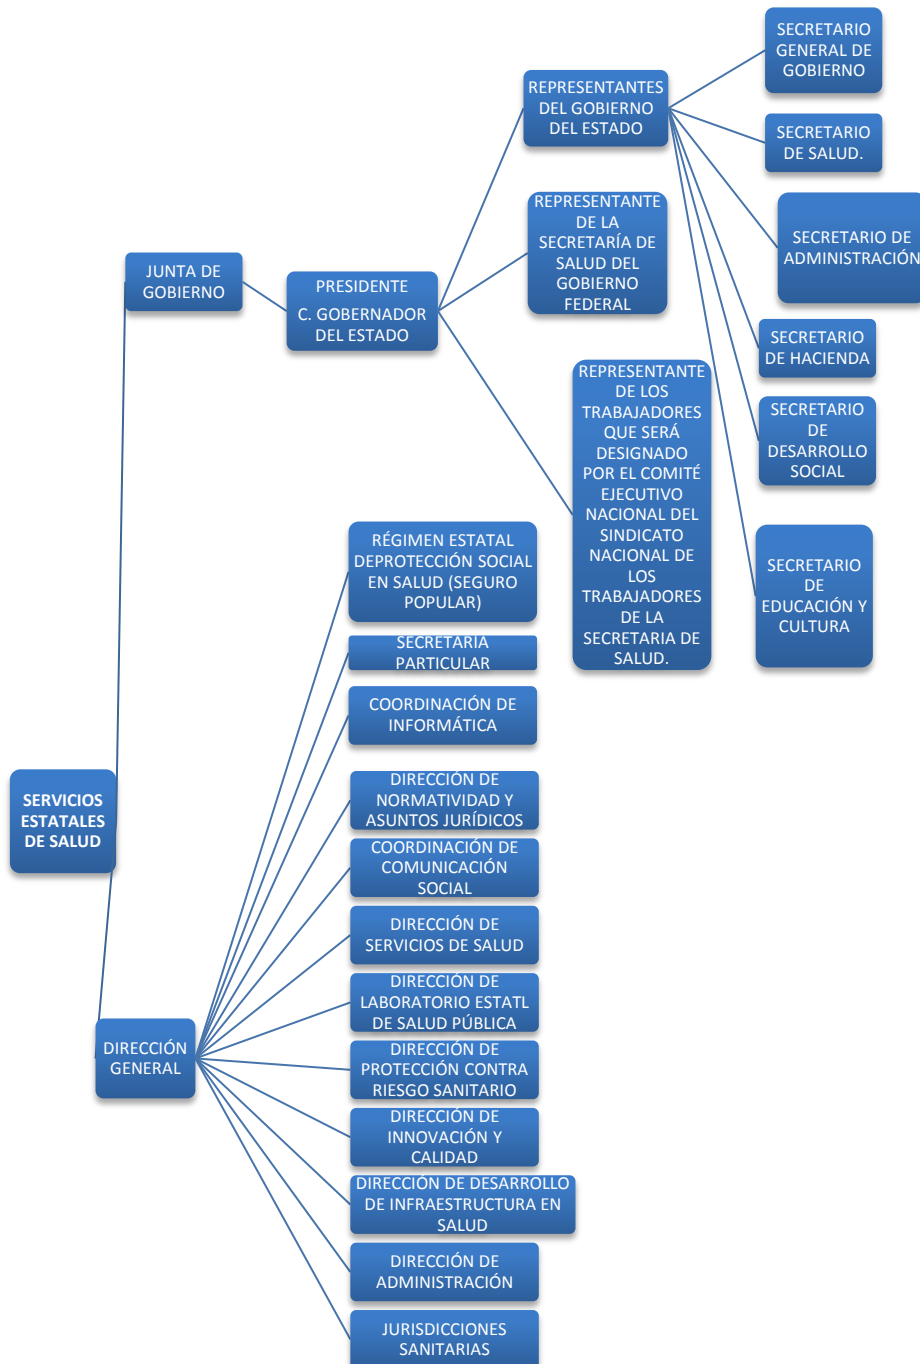 SERVICIOS
ESTATALES
DE SALUD
JUNTA DE
GOBIERNO
PRESIDENTE
C. GOBERNADOR
DEL ESTADO
REPRESENTANTES
DEL GOBIERNO
DEL ESTADO
SECRETARIO
GENERAL DE
GOBIERNO
SECRETARIO
DE SALUD.
SECRETARIO DE
ADMINISTRACIÓN
SECRETARIO
DE HACIENDA
SECRETARIO
DE
DESARROLLO
SOCIAL
SECRETARIO
DE
EDUCACIÓN Y
CULTURA
REPRESENTANTE
DE LA
SECRETARÍA DE
SALUD DEL
GOBIERNO
FEDERAL
REPRESENTANTE
DE LOS
TRABAJADORES
QUE SERÁ
DESIGNADO
POR EL COMITÉ
EJECUTIVO
NACIONAL DEL
SINDICATO
NACIONAL DE
LOS
TRABAJADORES
DE LA
SECRETARIA DE
SALUD.
DIRECCIÓN
GENERAL
RÉGIMEN ESTATAL
DEPROTECCIÓN SOCIAL
EN SALUD (SEGURO
POPULAR)
SECRETARIA
PARTICULAR
COORDINACIÓN DE
INFORMÁTICA
DIRECCIÓN DE
NORMATIVIDAD Y
ASUNTOS JURÍDICOS
COORDINACIÓN DE
COMUNICACIÓN
SOCIAL
DIRECCIÓN DE
SERVICIOS DE SALUD
DIRECCIÓN DE
LABORATORIO ESTATL
DE SALUD PÚBLICA
DIRECCIÓN DE
PROTECCIÓN CONTRA
RIESGO SANITARIO
DIRECCIÓN DE
INNOVACIÓN Y
CALIDAD
DIRECCIÓN DE DESARROLLO
DE INFRAESTRUCTURA EN
SALUD
DIRECCIÓN DE
ADMINISTRACIÓN
JURISDICCIONES
SANITARIAS